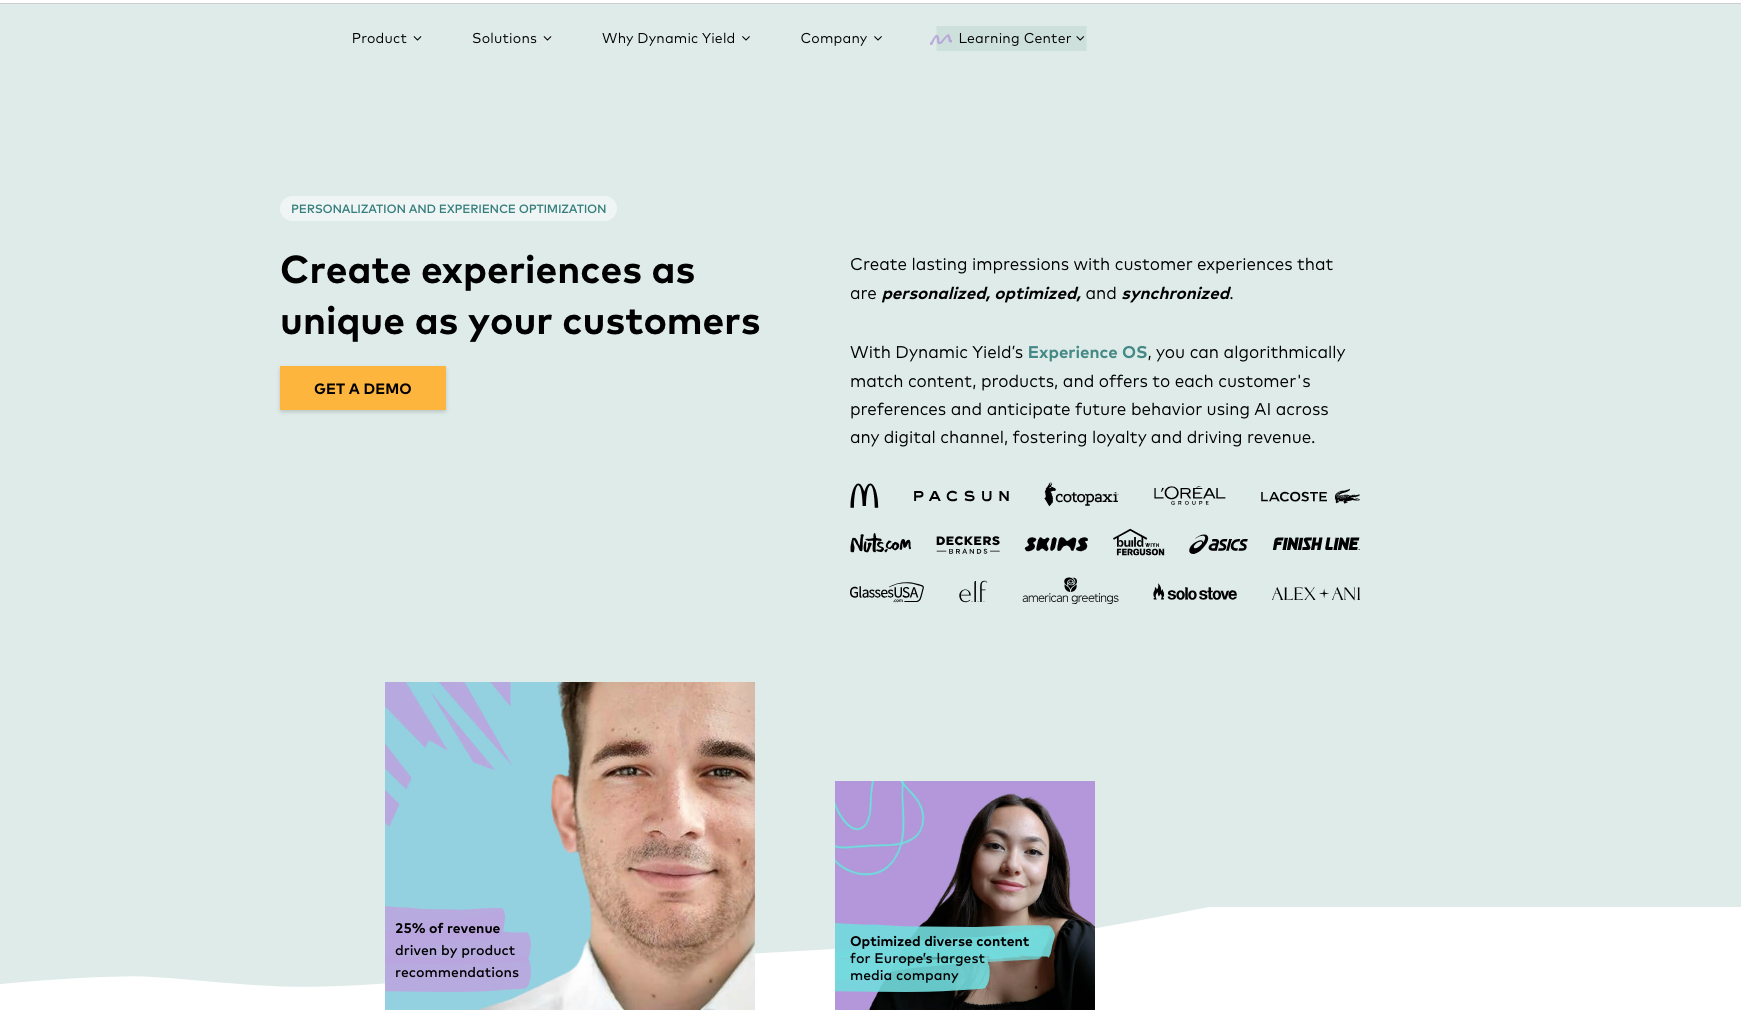 Product
Solutions
Why Dynamic Yield
Company
Learning Center
PERSONALIZATION AND EXPERIENCE OPTIMIZATION
Create experiences as
unique as your customers
GET A DEMO
Create lasting impressions with customer experiences that
are personalized, optimized, and synchronized.
With Dynamic Yield’s Experience OS, you can algorithmically
match content, products, and offers to each customer's
preferences and anticipate future behavior using AI across
any digital channel, fostering loyalty and driving revenue.
PACSUN
cotopaxi
L'ORÉAL
GROUPE
LACOSTE
Nuts.com
DECKERS
BRANDS
SKIMS
build WITH
FERGUSON
asics
FINISH LINE
GlassesUSA
.com
elf
american greetings
solo stove
ALEX + ANI
25% of revenue
driven by product
recommendations
Optimized diverse content
for Europe’s largest
media company